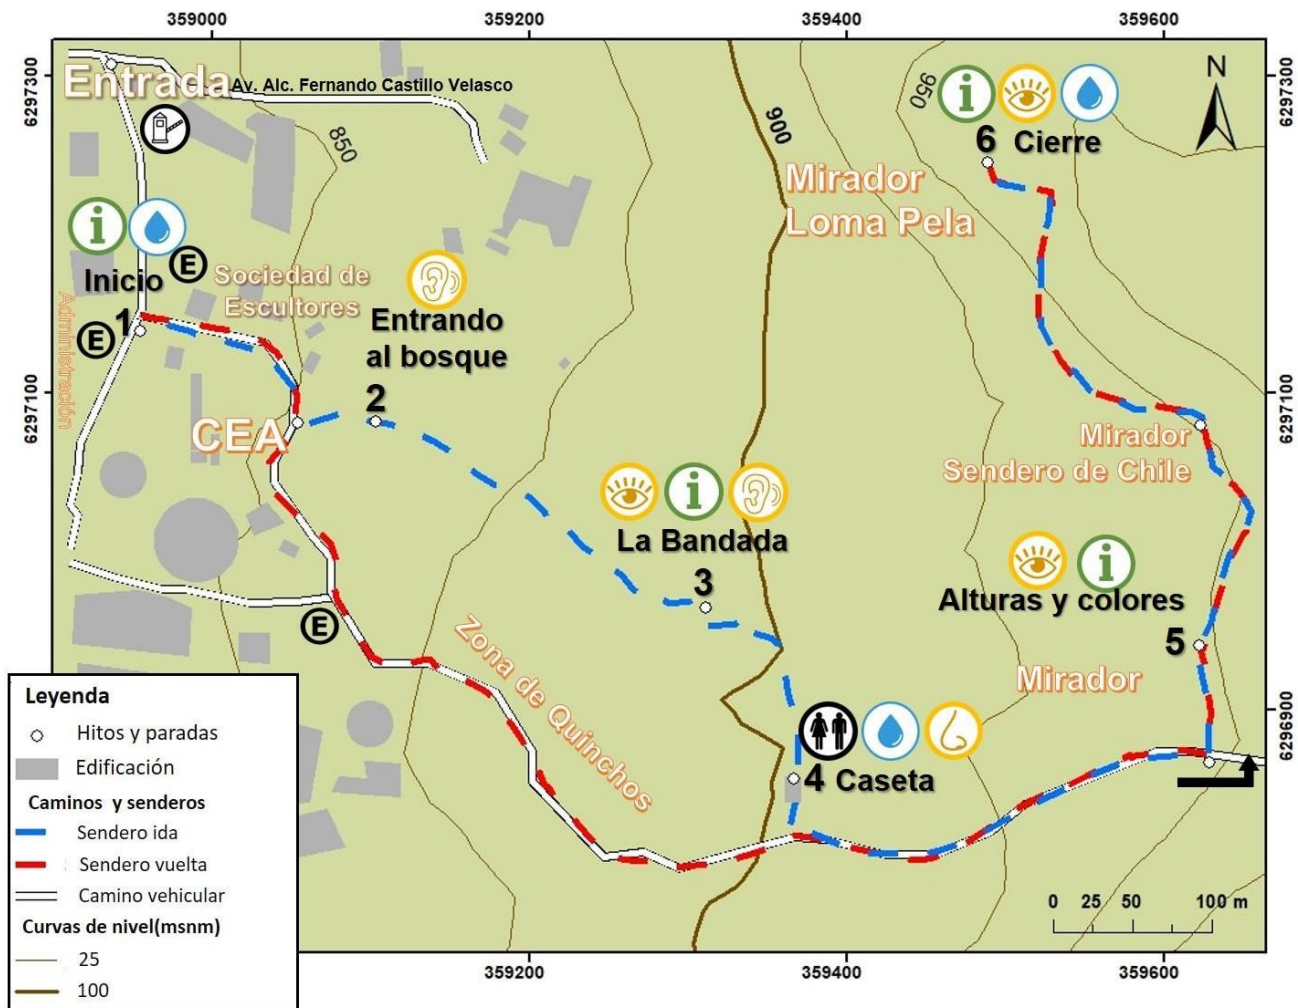 359000
359200
359400
359600
6297300
Entrada
Av. Alc. Fernando Castillo Velasco
850
900
950
6 Cierre
N
6297300
Mirador
Loma Pela
Inicio
1
E
E
Administración
Sociedad de
Escultores
Entrando
al bosque
2
6297100
CEA
6297100
Mirador
Sendero de Chile
La Bandada
3
Alturas y colores
5
E
Zona de Quinchos
Mirador
6296900
4 Caseta
0 25 50 100 m
Leyenda
Hitos y paradas
Edificación
Caminos y senderos
Sendero ida
Sendero vuelta
Camino vehicular
Curvas de nivel(msnm)
25
100
359200
359400
359600